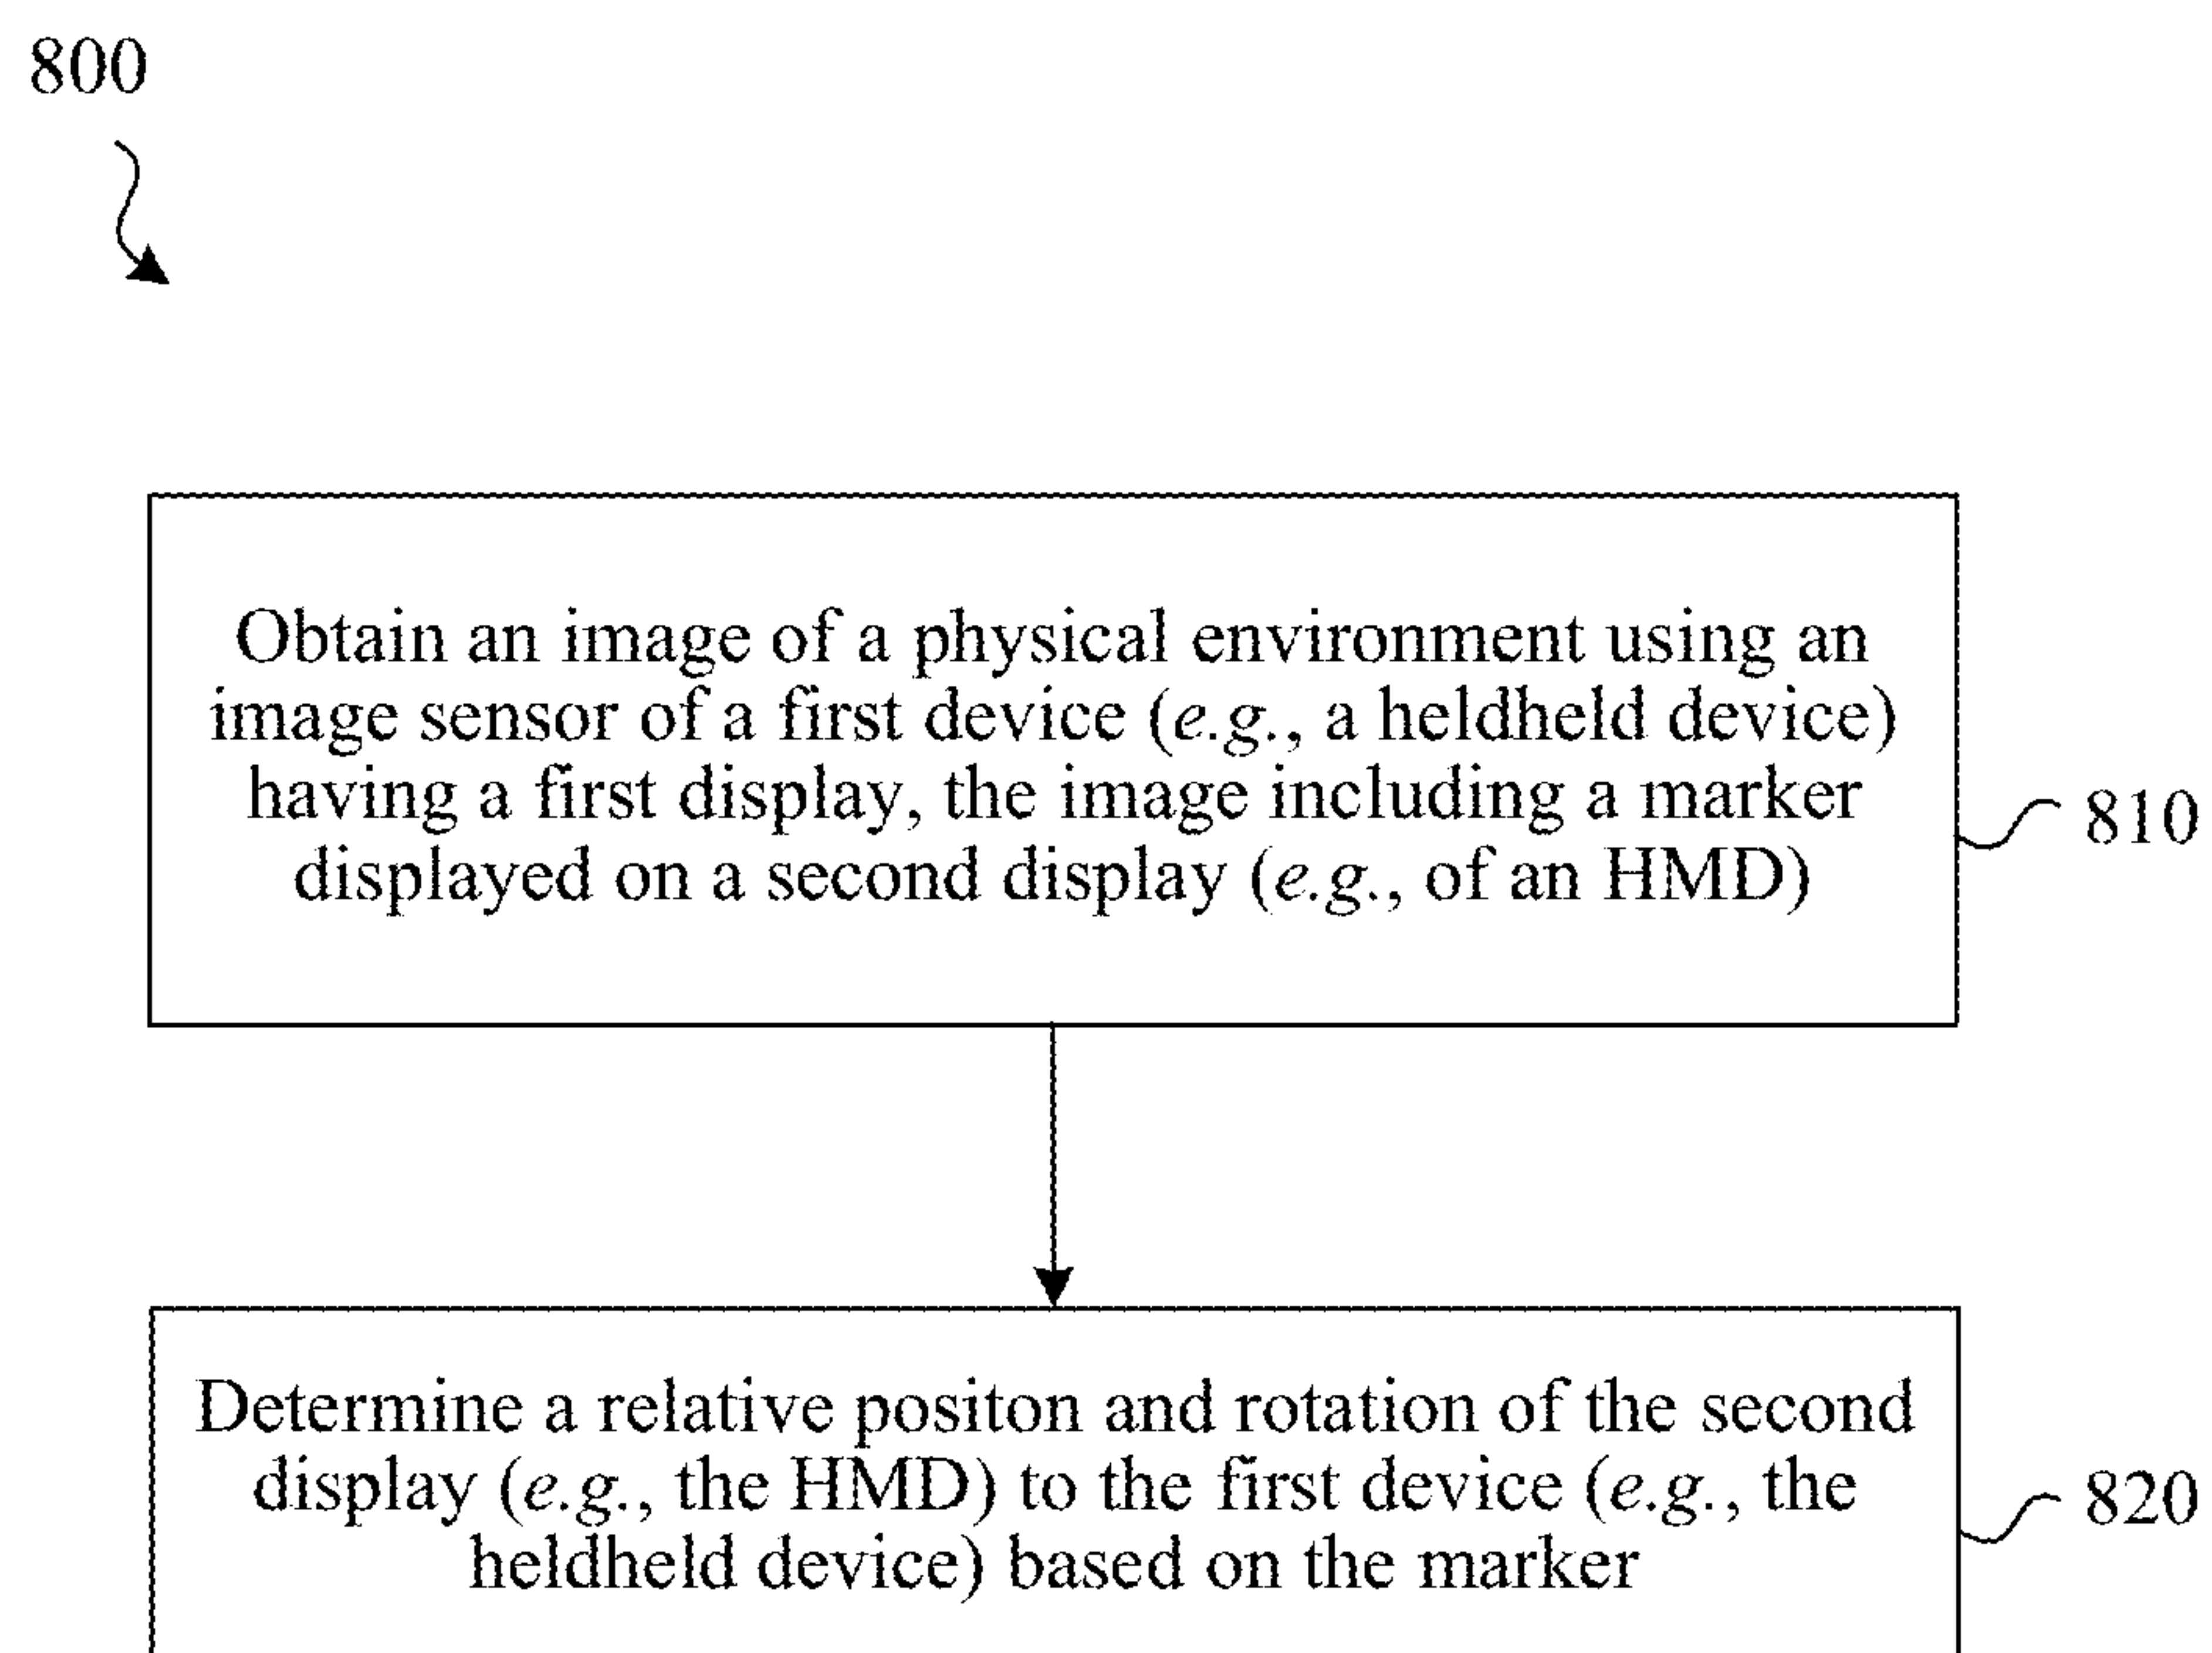 800
Obtain an image of a physical environment using an
image sensor of a first device (e.g., a heldheld device)
having a first display, the image including a marker
displayed on a second display (e.g., of an HMD)
810
Determine a relative positon and rotation of the second
display (e.g., the HMD) to the first device (e.g., the
heldheld device) based on the marker
820